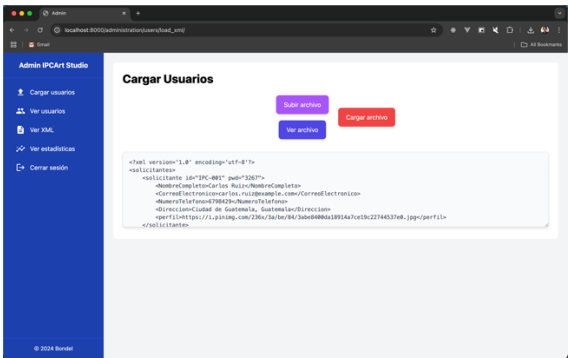 Admin
localhost:8000/administration/users/load_xml/
Gmail
All Bookmarks
Admin IPCArt Studio
Cargar usuarios
Ver usuarios
Ver XML
Ver estadísticas
Cerrar sesión
© 2024 Bondel
Cargar Usuarios
Subir archivo
Ver archivo
Cargar archivo
<?xml version='1.0' encoding='utf-8'?>
<solicitantes>
<solicitante id="IPC-001" pwd="3267">
<NombreCompleto>Carlos Ruiz</NombreCompleto>
<CorreoElectronico>carlos.ruiz@example.com</CorreoElectronico>
<NumeroTelefono>6798429</NumeroTelefono>
<Direccion>Ciudad de Guatemala, Guatemala</Direccion>
<perfil>https://i.pinimg.com/236x/3a/be/84/3abe8400da18914a7ce19c22744537e0.jpg</perfil>
</solicitante>